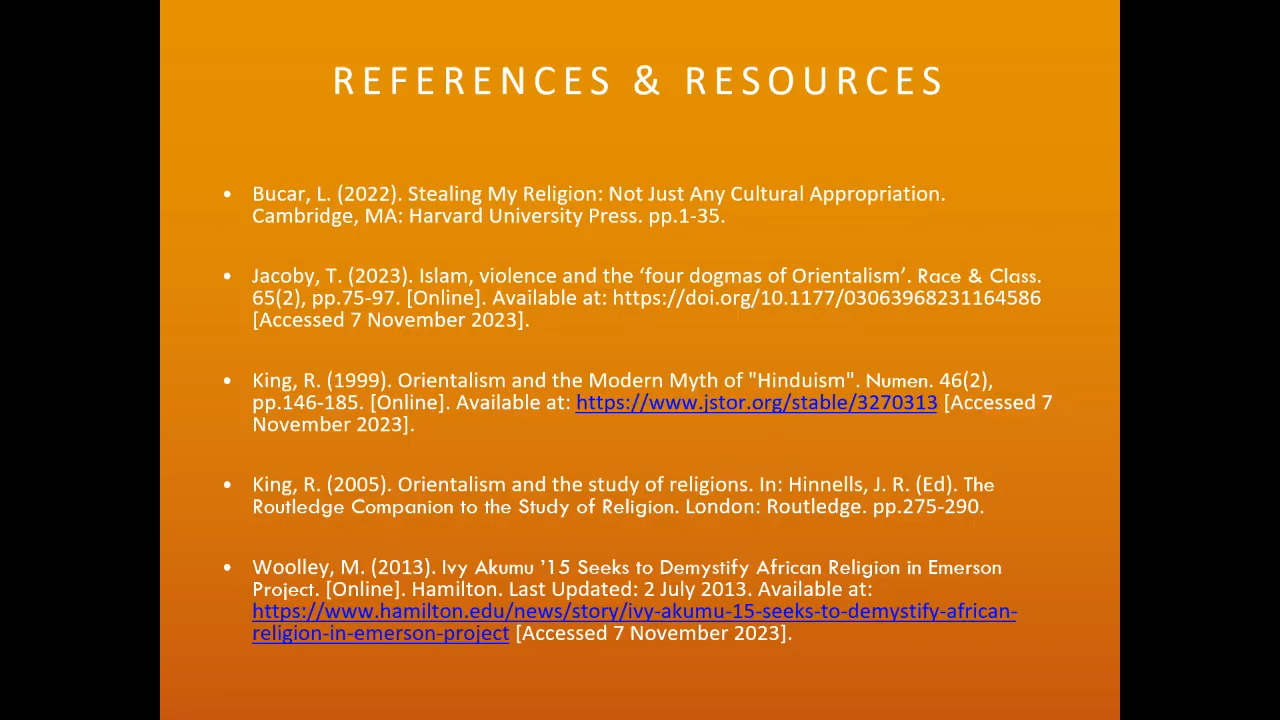 REFERENCES & RESOURCES
• Bucar, L. (2022). Stealing My Religion: Not Just Any Cultural Appropriation.
Cambridge, MA: Harvard University Press. pp.1-35.
• Jacoby, T. (2023). Islam, violence and the ‘four dogmas of Orientalism’. Race & Class.
65(2), pp.75-97. [Online]. Available at: https://doi.org/10.1177/03063968231164586
[Accessed 7 November 2023].
• King, R. (1999). Orientalism and the Modern Myth of "Hinduism". Numen. 46(2),
pp.146-185. [Online]. Available at: https://www.jstor.org/stable/3270313 [Accessed 7
November 2023].
• King, R. (2005). Orientalism and the study of religions. In: Hinnells, J. R. (Ed). The
Routledge Companion to the Study of Religion. London: Routledge. pp.275-290.
• Woolley, M. (2013). Ivy Akumu ’15 Seeks to Demystify African Religion in Emerson
Project. [Online]. Hamilton. Last Updated: 2 July 2013. Available at:
https://www.hamilton.edu/news/story/ivy-akumu-15-seeks-to-demystify-african-
religion-in-emerson-project [Accessed 7 November 2023].